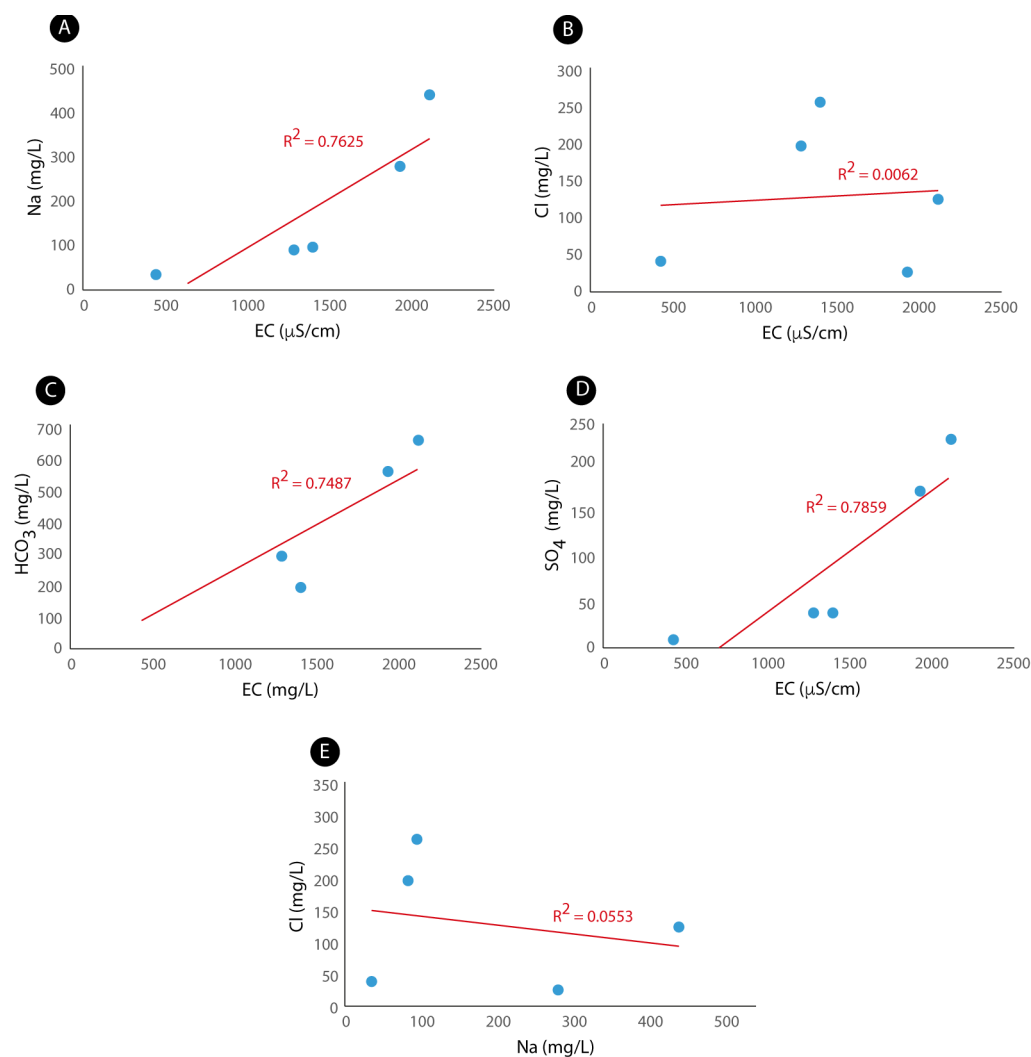 A
Na (mg/L)
500
400
300
200
100
0
R² = 0.7625
0 500 1000 1500 2000 2500
EC (μS/cm)
B
Cl (mg/L)
300
250
200
150
100
50
0
R² = 0.0062
0 500 1000 1500 2000 2500
EC (μS/cm)
C
HCO₃ (mg/L)
700
600
500
400
300
200
100
0
R² = 0.7487
0 500 1000 1500 2000 2500
EC (mg/L)
D
SO₄ (mg/L)
250
200
150
100
50
0
R² = 0.7859
0 500 1000 1500 2000 2500
EC (μS/cm)
E
Cl (mg/L)
350
300
250
200
150
100
50
0
R² = 0.0553
0 100 200 300 400 500
Na (mg/L)